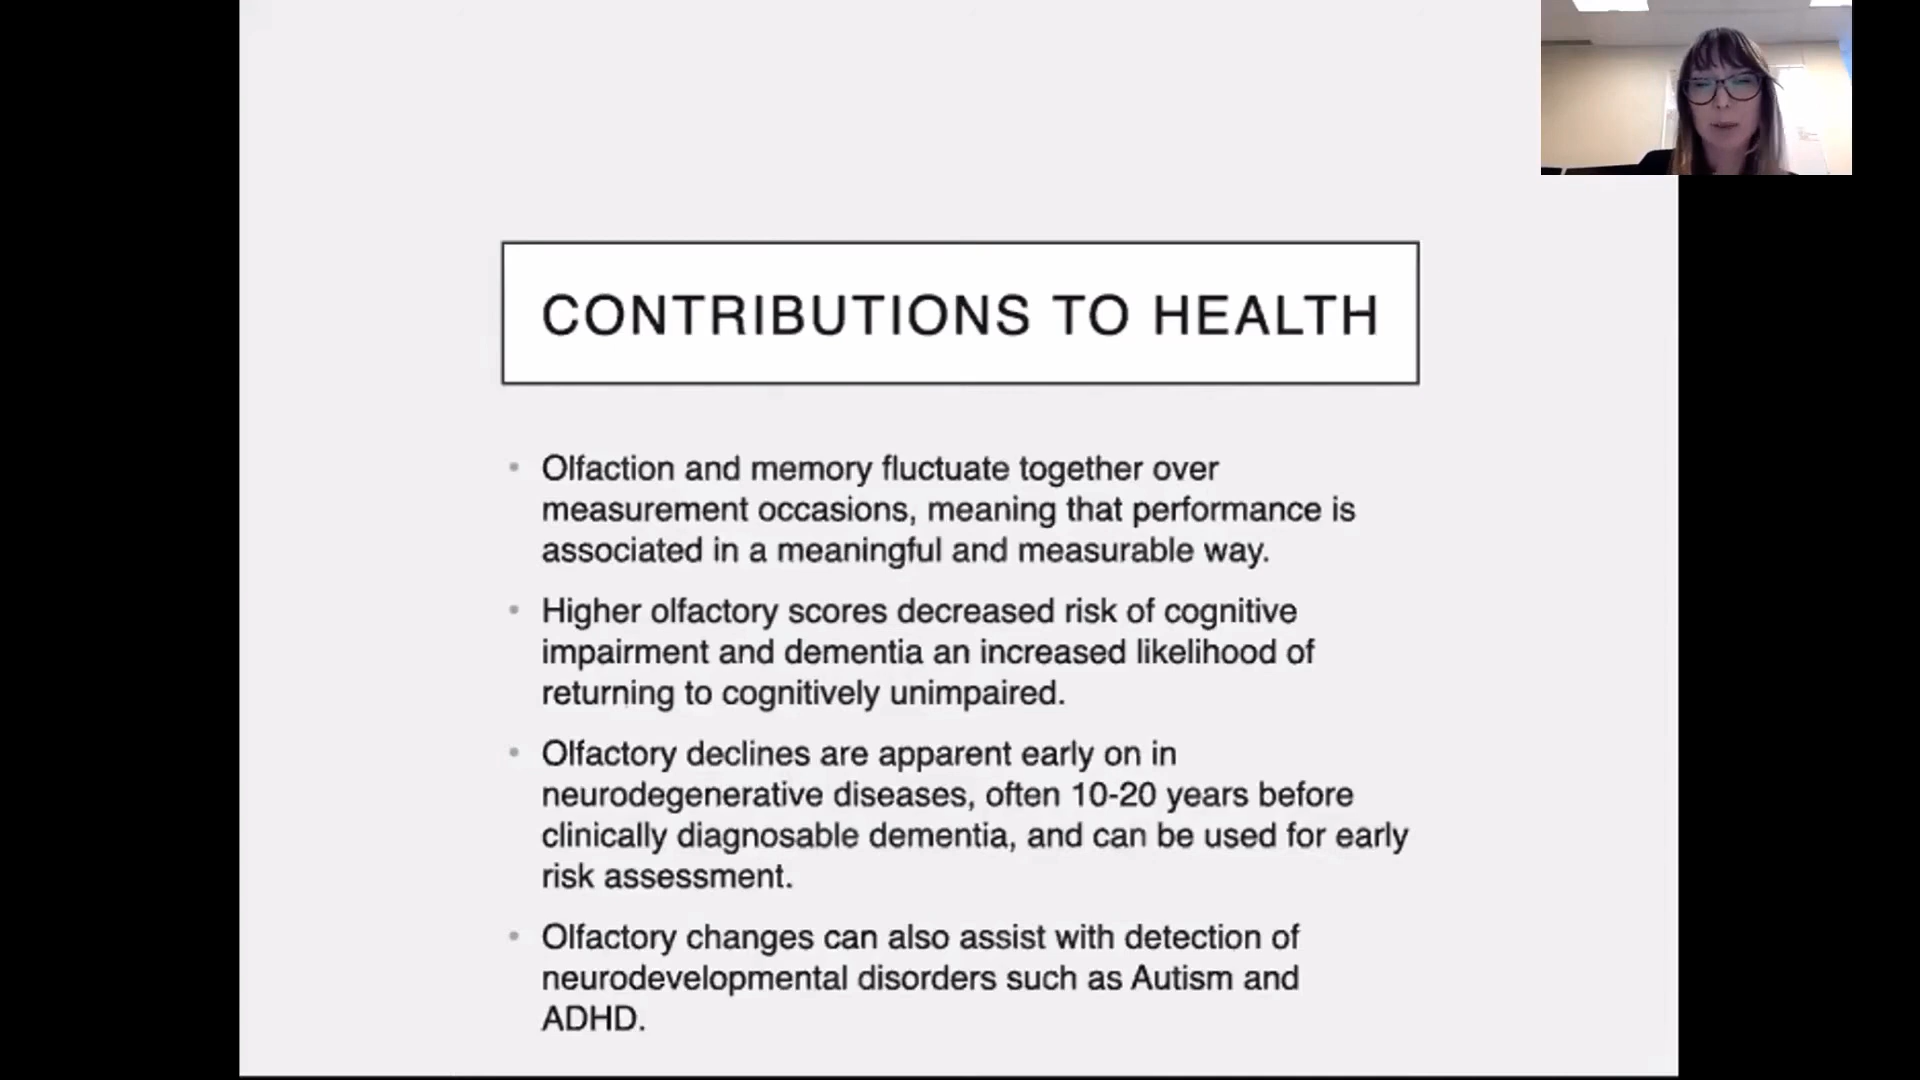 CONTRIBUTIONS TO HEALTH
• Olfaction and memory fluctuate together over
measurement occasions, meaning that performance is
associated in a meaningful and measurable way.
• Higher olfactory scores decreased risk of cognitive
impairment and dementia an increased likelihood of
returning to cognitively unimpaired.
• Olfactory declines are apparent early on in
neurodegenerative diseases, often 10-20 years before
clinically diagnosable dementia, and can be used for early
risk assessment.
• Olfactory changes can also assist with detection of
neurodevelopmental disorders such as Autism and
ADHD.